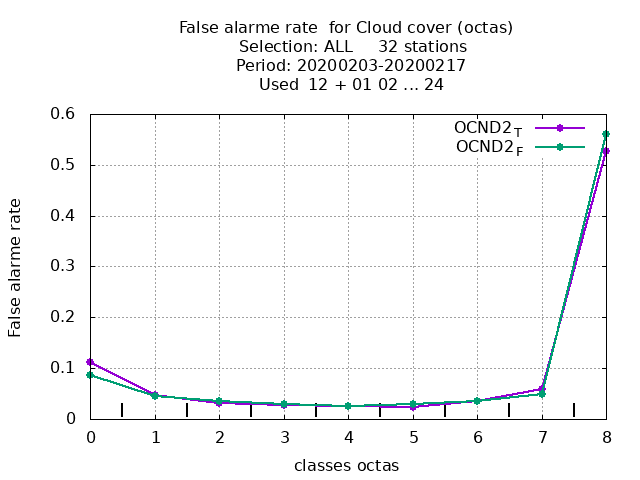 False alarme rate  for Cloud cover (octas)
Selection: ALL     32 stations
Period: 20200203-20200217
Used  12 + 01 02 ... 24
OCND2T
OCND2F
0.6
0.5
0.4
0.3
0.2
0.1
0
False alarme rate
0 1 2 3 4 5 6 7 8
classes octas